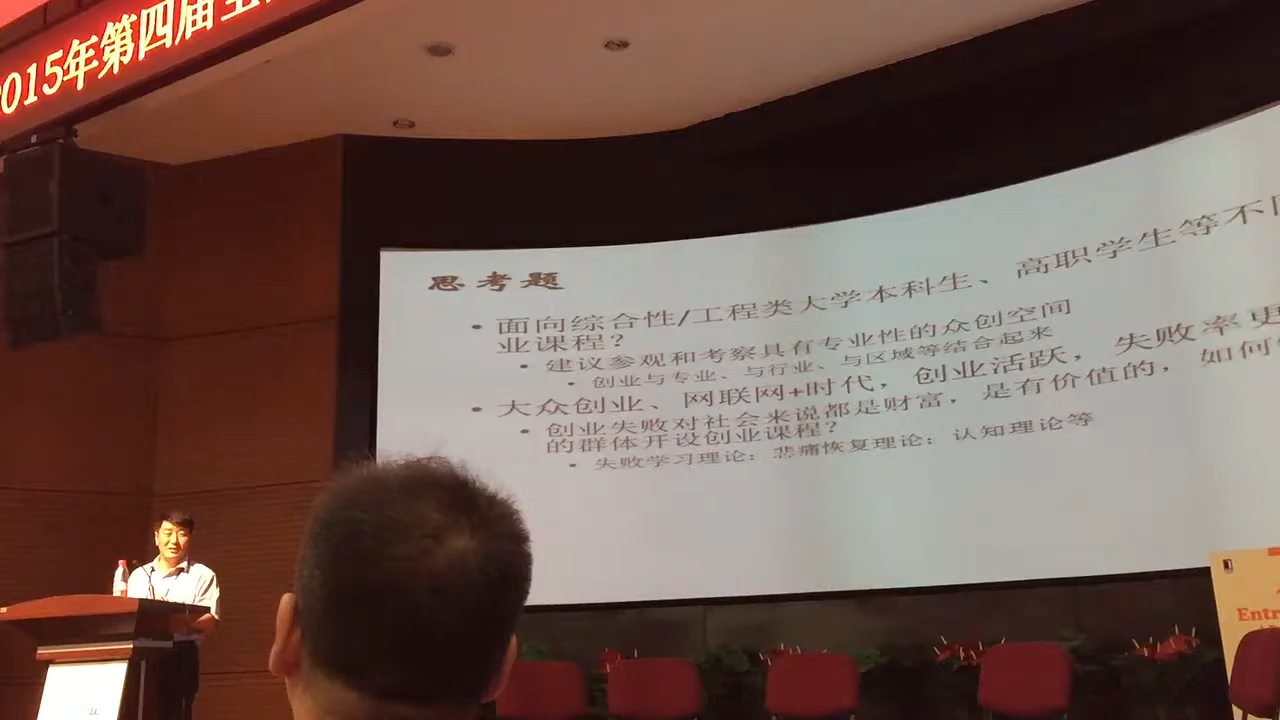 2015年第四届全
思考题
• 面向综合性/工程类大学本科生、高职学生等不同
业课程？
• 建议参观和考察具有专业性的众创空间
• 创业与专业、与行业、与区域等结合起来
• 大众创业、网联网+时代，创业活跃，失败率更
• 创业失败对社会来说都是财富，是有价值的，如何
的群体开设创业课程？
• 失败学习理论：悲痛恢复理论：认知理论等
Entr